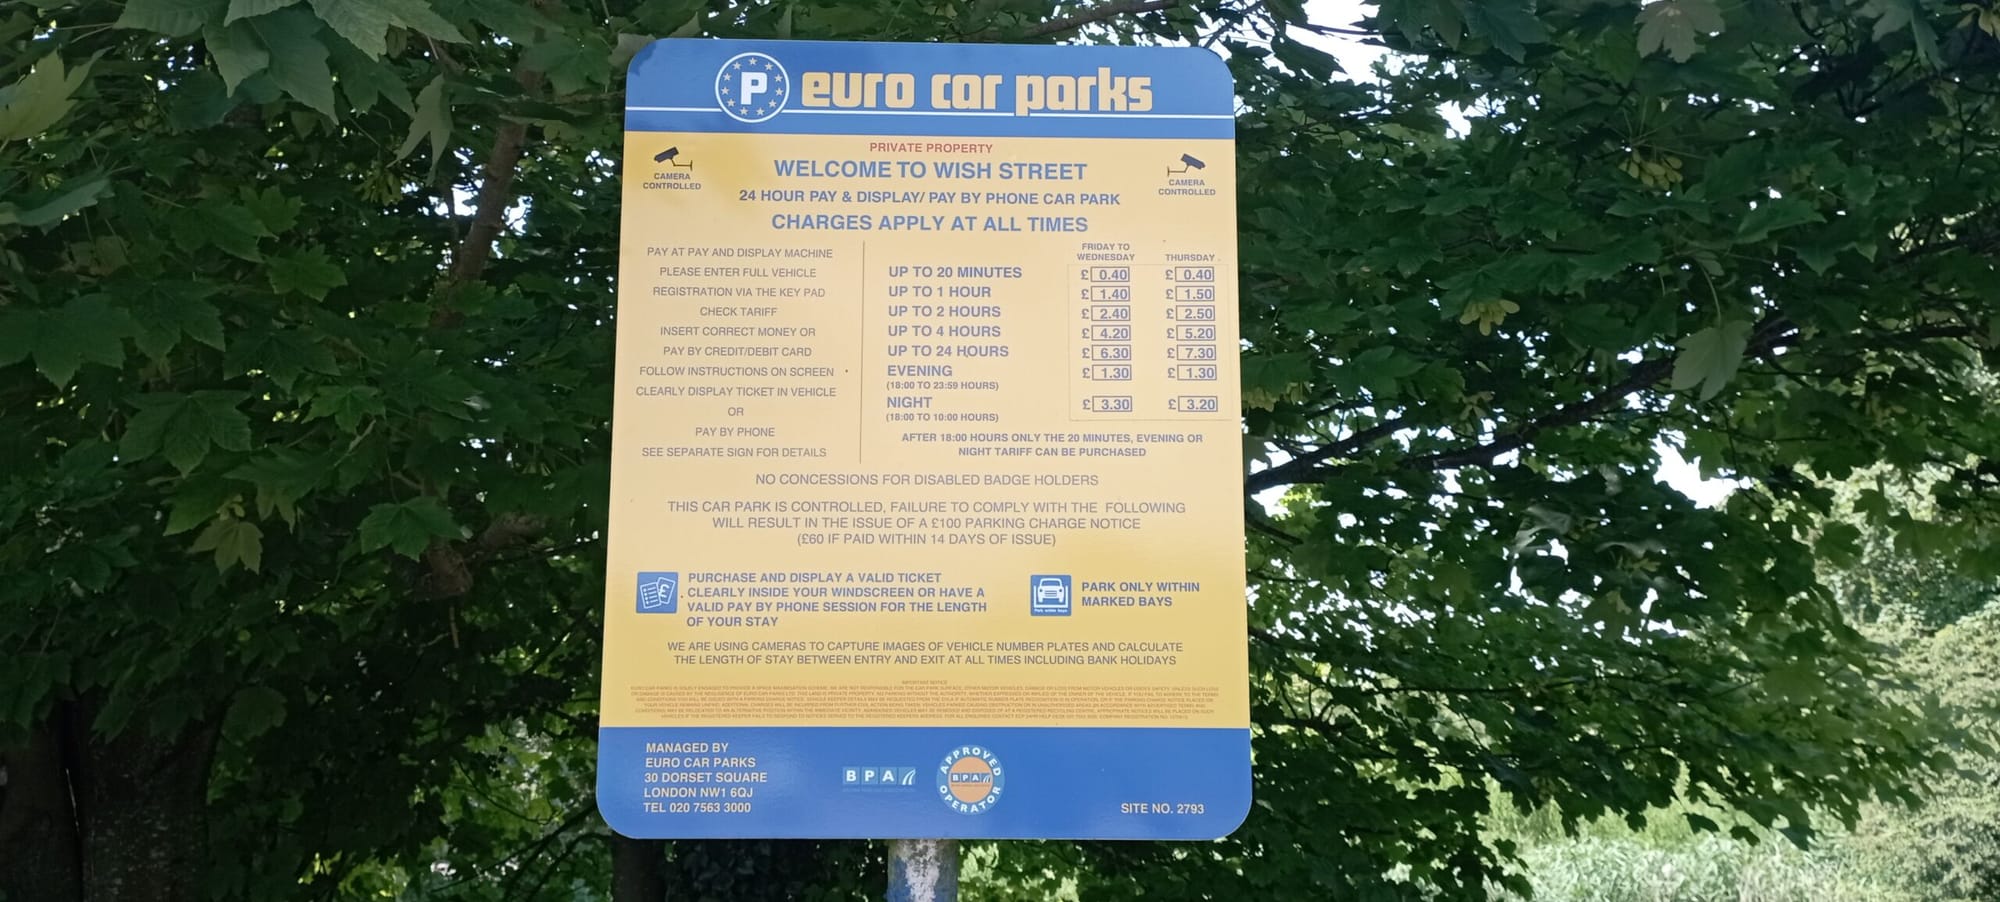 P euro car parks
PRIVATE PROPERTY
CAMERA CONTROLLED
WELCOME TO WISH STREET
CAMERA CONTROLLED
24 HOUR PAY & DISPLAY/ PAY BY PHONE CAR PARK
CHARGES APPLY AT ALL TIMES
PAY AT PAY AND DISPLAY MACHINE
PLEASE ENTER FULL VEHICLE
REGISTRATION VIA THE KEY PAD
CHECK TARIFF
INSERT CORRECT MONEY OR
PAY BY CREDIT/DEBIT CARD
FOLLOW INSTRUCTIONS ON SCREEN
CLEARLY DISPLAY TICKET IN VEHICLE
OR
PAY BY PHONE
SEE SEPARATE SIGN FOR DETAILS
FRIDAY TO WEDNESDAY THURSDAY
UP TO 20 MINUTES £ 0.40 £ 0.40
UP TO 1 HOUR £ 1.40 £ 1.50
UP TO 2 HOURS £ 2.40 £ 2.50
UP TO 4 HOURS £ 4.20 £ 5.20
UP TO 24 HOURS £ 6.30 £ 7.30
EVENING £ 1.30 £ 1.30
(18:00 TO 23:59 HOURS)
NIGHT £ 3.30 £ 3.20
(18:00 TO 10:00 HOURS)
AFTER 18:00 HOURS ONLY THE 20 MINUTES, EVENING OR
NIGHT TARIFF CAN BE PURCHASED
NO CONCESSIONS FOR DISABLED BADGE HOLDERS
THIS CAR PARK IS CONTROLLED, FAILURE TO COMPLY WITH THE FOLLOWING
WILL RESULT IN THE ISSUE OF A £100 PARKING CHARGE NOTICE
(£60 IF PAID WITHIN 14 DAYS OF ISSUE)
PURCHASE AND DISPLAY A VALID TICKET
CLEARLY INSIDE YOUR WINDSCREEN OR HAVE A
VALID PAY BY PHONE SESSION FOR THE LENGTH
OF YOUR STAY
PARK ONLY WITHIN
MARKED BAYS
WE ARE USING CAMERAS TO CAPTURE IMAGES OF VEHICLE NUMBER PLATES AND CALCULATE
THE LENGTH OF STAY BETWEEN ENTRY AND EXIT AT ALL TIMES INCLUDING BANK HOLIDAYS
IMPORTANT NOTICE
MANAGED BY
EURO CAR PARKS
30 DORSET SQUARE
LONDON NW1 6QJ
TEL 020 7563 3000
BPA
APPROVED OPERATOR
BPA
SITE NO. 2793